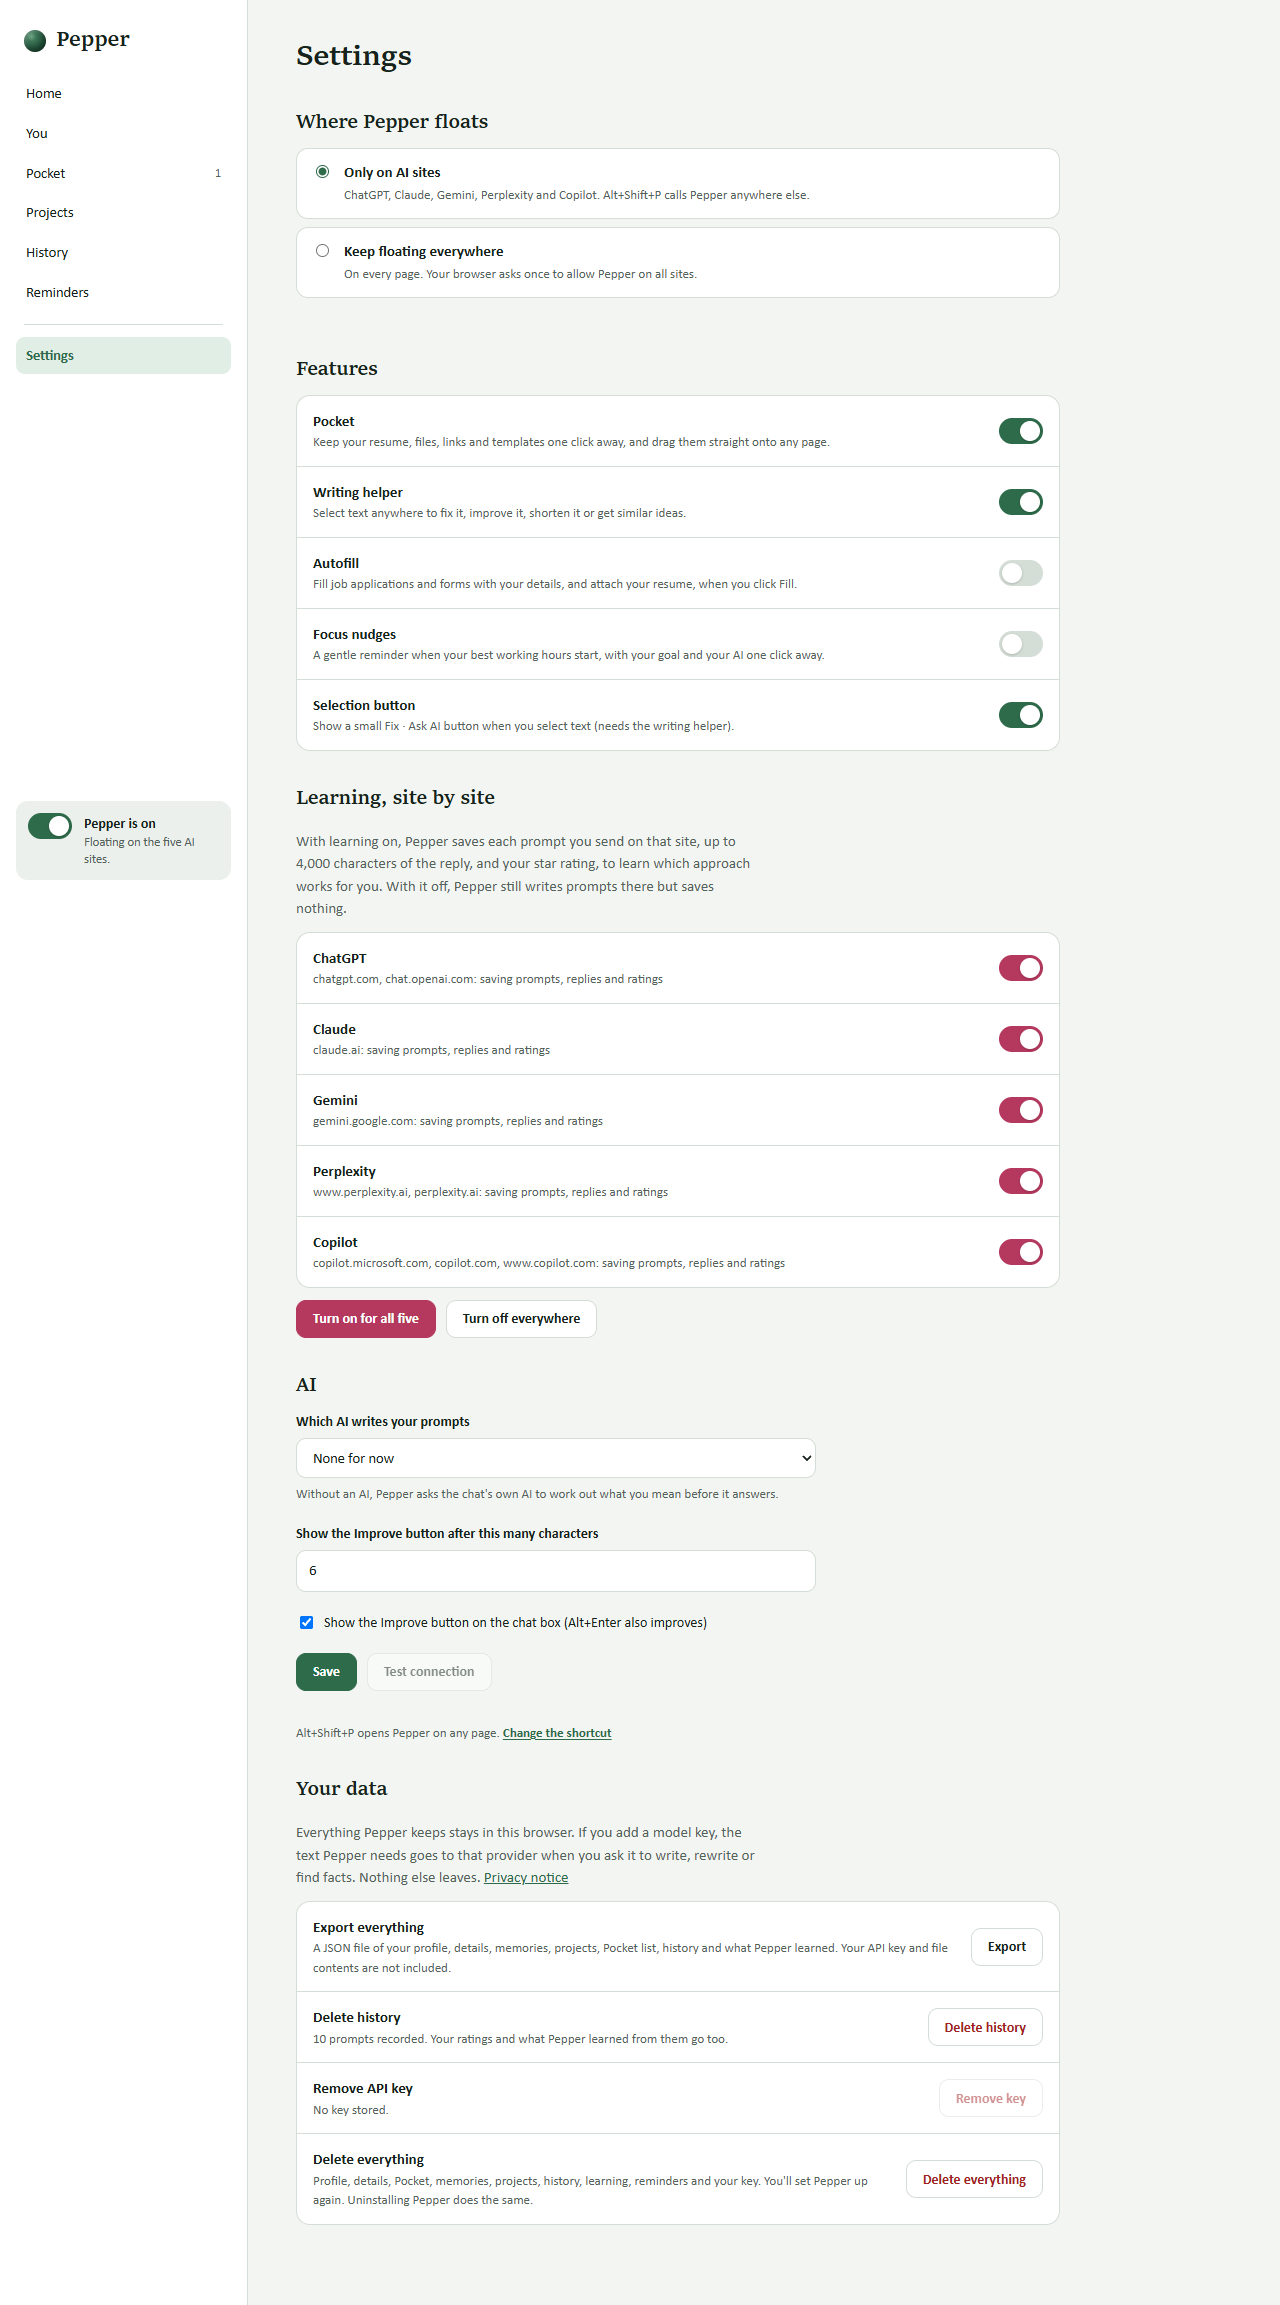 Pepper
Home
You
Pocket 1
Projects
History
Reminders
Settings
Pepper is on
Floating on the five AI
sites.
Settings
Where Pepper floats
Only on AI sites
ChatGPT, Claude, Gemini, Perplexity and Copilot. Alt+Shift+P calls Pepper anywhere else.
Keep floating everywhere
On every page. Your browser asks once to allow Pepper on all sites.
Features
Pocket
Keep your resume, files, links and templates one click away, and drag them straight onto any page.
Writing helper
Select text anywhere to fix it, improve it, shorten it or get similar ideas.
Autofill
Fill job applications and forms with your details, and attach your resume, when you click Fill.
Focus nudges
A gentle reminder when your best working hours start, with your goal and your AI one click away.
Selection button
Show a small Fix · Ask AI button when you select text (needs the writing helper).
Learning, site by site
With learning on, Pepper saves each prompt you send on that site, up to
4,000 characters of the reply, and your star rating, to learn which approach
works for you. With it off, Pepper still writes prompts there but saves
nothing.
ChatGPT
chatgpt.com, chat.openai.com: saving prompts, replies and ratings
Claude
claude.ai: saving prompts, replies and ratings
Gemini
gemini.google.com: saving prompts, replies and ratings
Perplexity
www.perplexity.ai, perplexity.ai: saving prompts, replies and ratings
Copilot
copilot.microsoft.com, copilot.com, www.copilot.com: saving prompts, replies and ratings
Turn on for all five
Turn off everywhere
AI
Which AI writes your prompts
None for now
Without an AI, Pepper asks the chat's own AI to work out what you mean before it answers.
Show the Improve button after this many characters
6
Show the Improve button on the chat box (Alt+Enter also improves)
Save
Test connection
Alt+Shift+P opens Pepper on any page. Change the shortcut
Your data
Everything Pepper keeps stays in this browser. If you add a model key, the
text Pepper needs goes to that provider when you ask it to write, rewrite or
find facts. Nothing else leaves. Privacy notice
Export everything
A JSON file of your profile, details, memories, projects, Pocket list, history and what Pepper learned. Your API key and file
contents are not included.
Export
Delete history
10 prompts recorded. Your ratings and what Pepper learned from them go too.
Delete history
Remove API key
No key stored.
Remove key
Delete everything
Profile, details, Pocket, memories, projects, history, learning, reminders and your key. You'll set Pepper up
again. Uninstalling Pepper does the same.
Delete everything